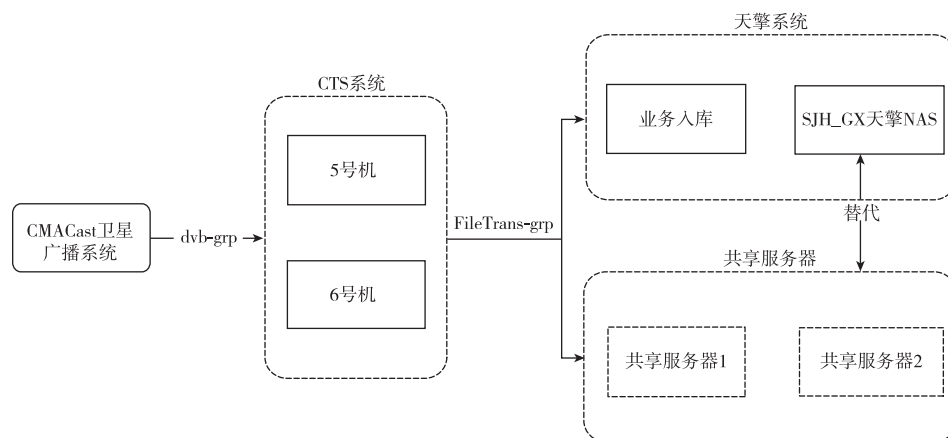 天擎系统
CTS系统
业务入库
SJH_GX天擎NAS
5号机
FileTrans-grp
替代
CMACast卫星
广播系统
dvb-grp
6号机
共享服务器
共享服务器1
共享服务器2